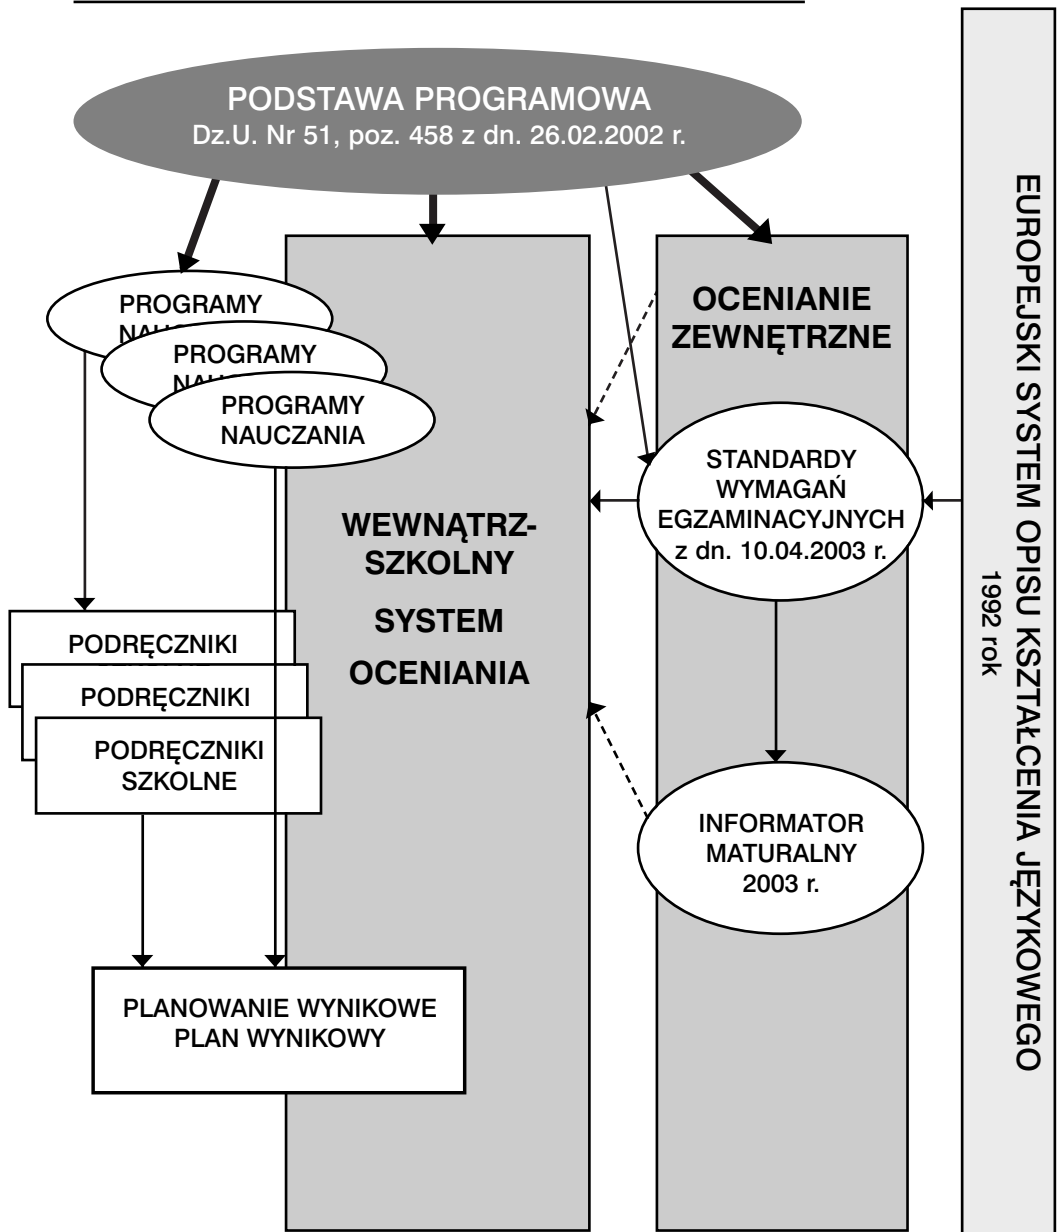 PODSTAWA PROGRAMOWA
Dz.U. Nr 51, poz. 458 z dn. 26.02.2002 r.
PROGRAMY
PROGRAMY
PROGRAMY
NAUCZANIA
PODRĘCZNIKI
PODRĘCZNIKI
PODRĘCZNIKI
SZKOLNE
PLANOWANIE WYNIKOWE
PLAN WYNIKOWY
WEWNĄTRZ-
SZKOLNY
SYSTEM
OCENIANIA
OCENIANIE
ZEWNĘTRZNE
STANDARDY
WYMAGAŃ
EGZAMINACYJNYCH
z dn. 10.04.2003 r.
INFORMATOR
MATURALNY
2003 r.
EUROPEJSKI SYSTEM OPISU KSZTAŁCENIA JĘZYKOWEGO
1992 rok